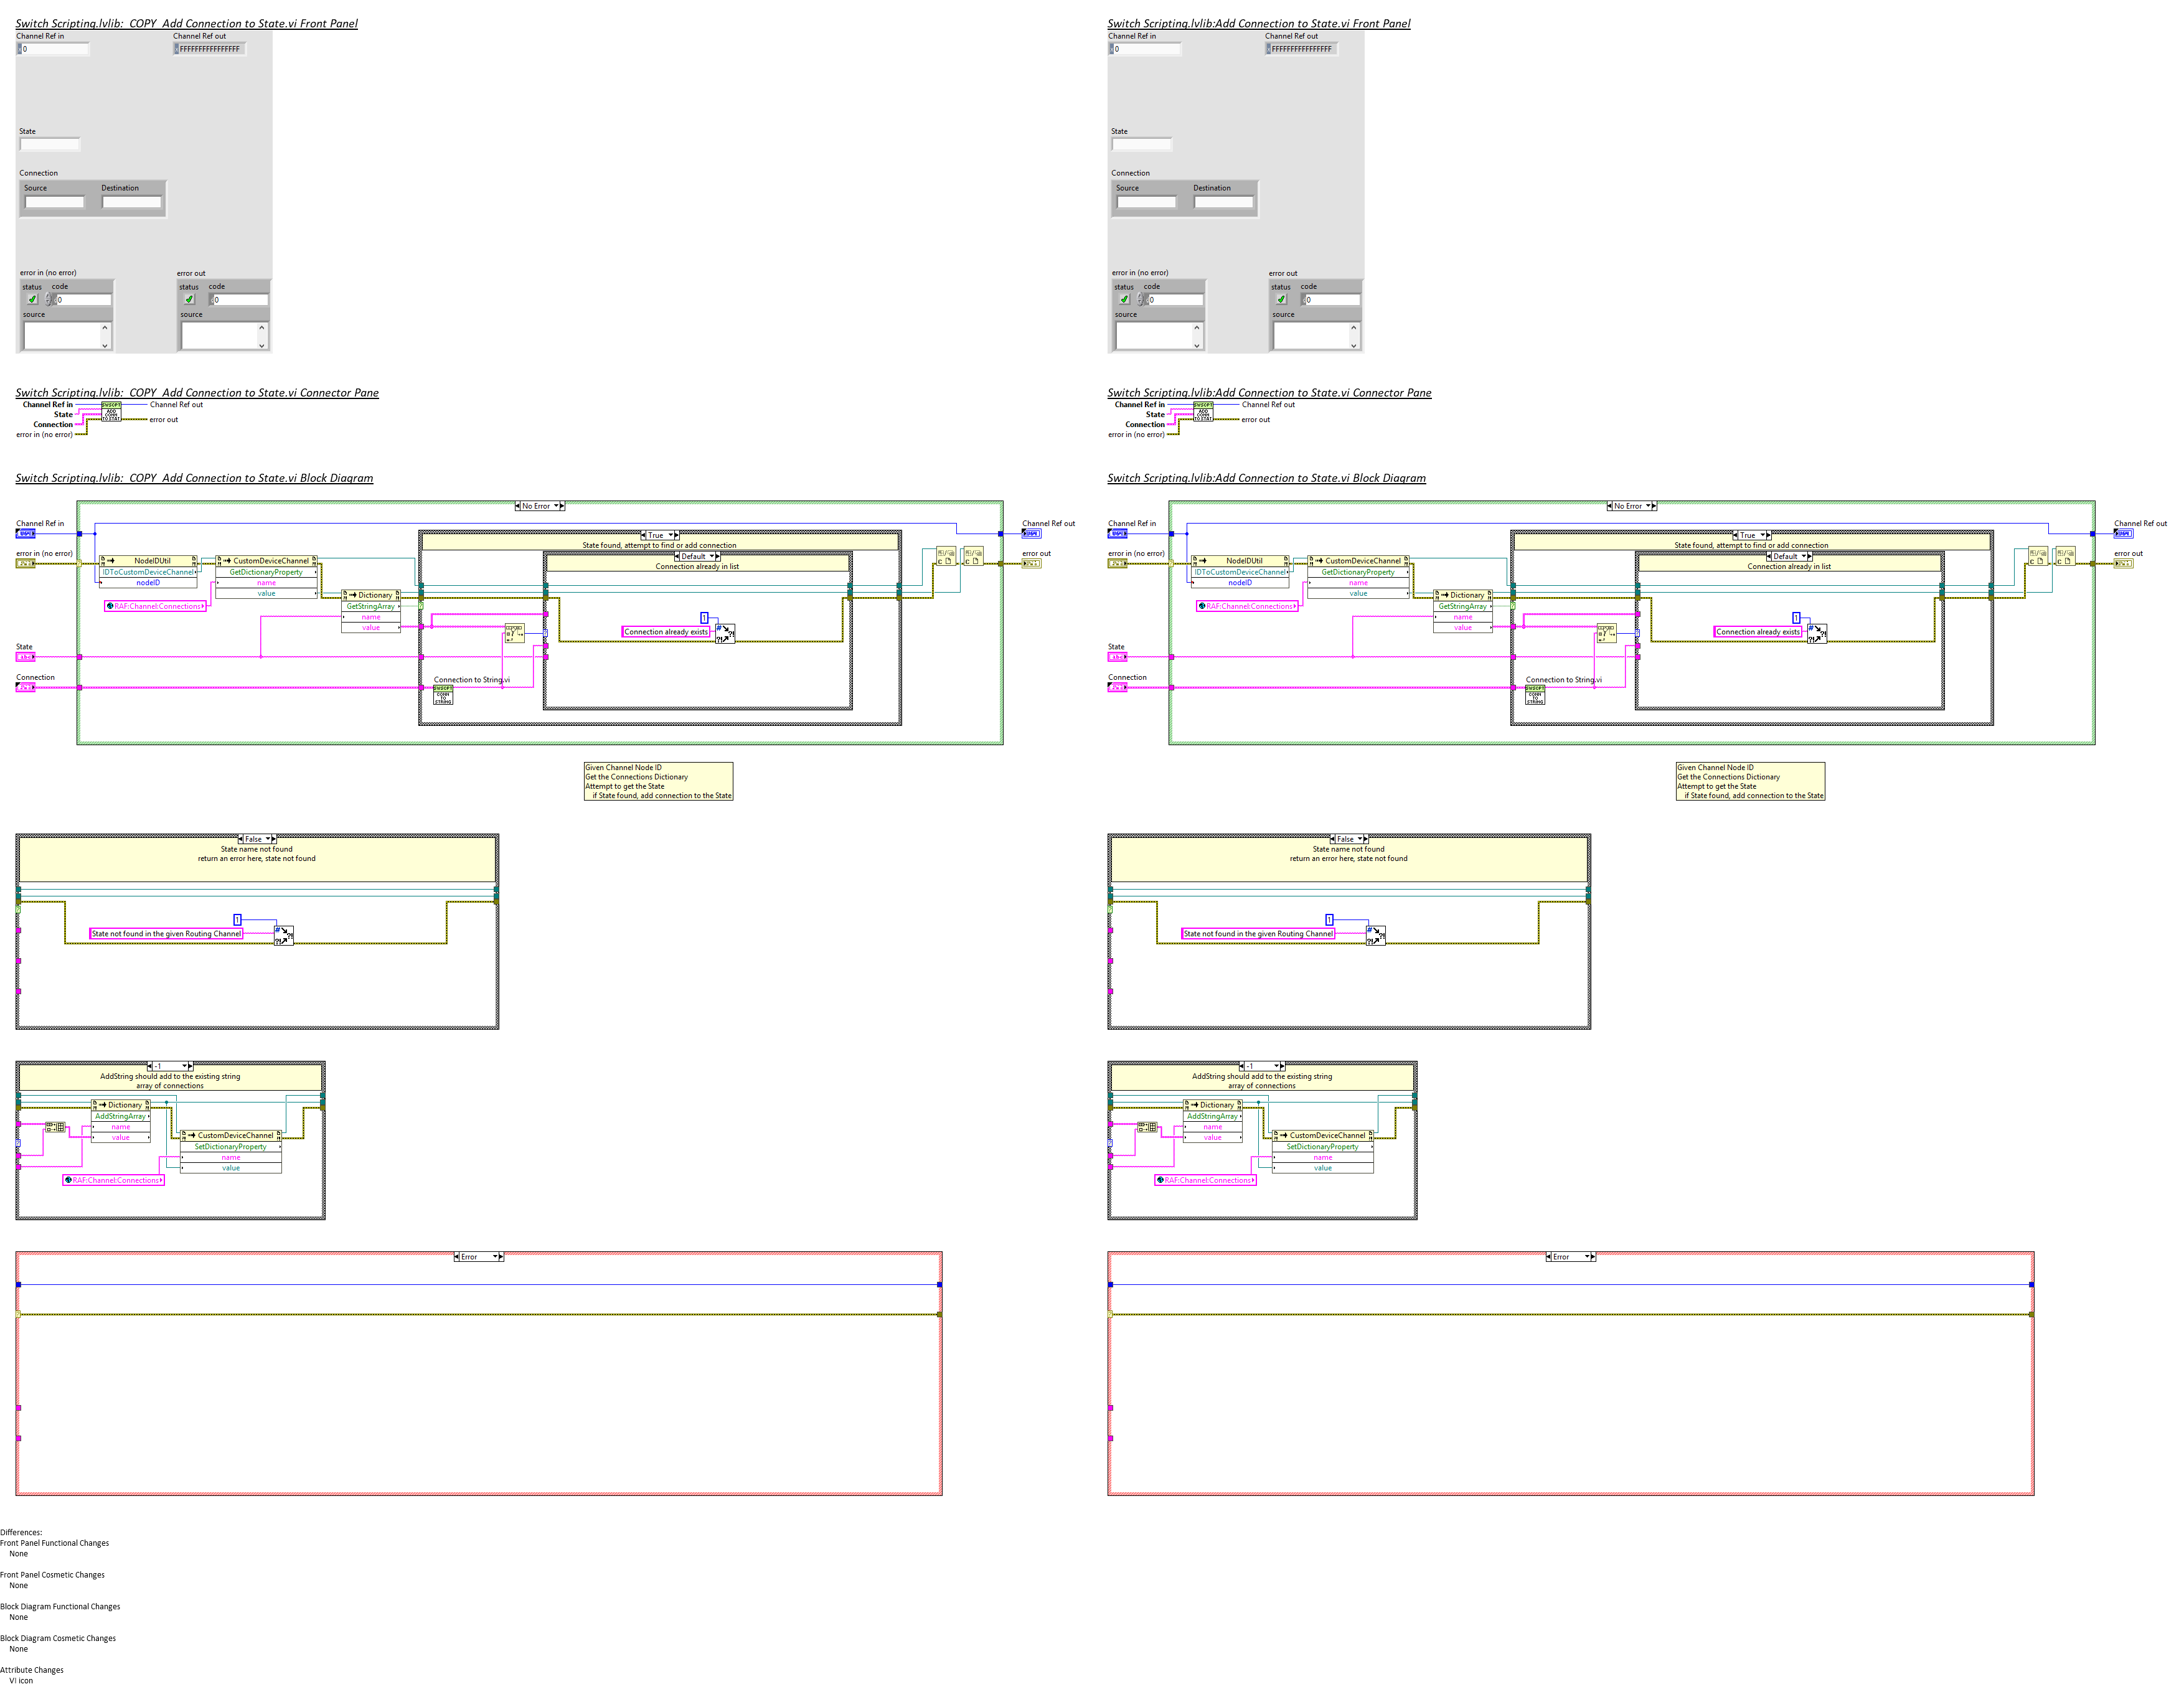 Switch Scripting.lvlib:_COPY_Add Connection to State.vi Front Panel
Channel Ref in
Channel Ref out
0
FFFFFFFFFFFFFFFF
State
Connection
Source
Destination
error in (no error)
error out
status
code
status
code
0
0
source
source
Switch Scripting.lvlib:_COPY_Add Connection to State.vi Connector Pane
Channel Ref in
Channel Ref out
State
Connection
error out
error in (no error)
SWSCPT
ADD
CONN
TO STAT
Switch Scripting.lvlib:_COPY_Add Connection to State.vi Block Diagram
No Error
Channel Ref in
Channel Ref out
True
State found, attempt to find or add connection
error in (no error)
error out
NodeIDUtil
IDToCustomDeviceChannel
nodeID
CustomDeviceChannel
GetDictionaryProperty
name
value
Default
Connection already in list
RAF:Channel:Connections
Dictionary
GetStringArray
name
value
1
Connection already exists
State
Connection
Connection to String.vi
SWSCPT
CONN
TO
STRING
Given Channel Node ID
Get the Connections Dictionary
Attempt to get the State
if State found, add connection to the State
False
State name not found
return an error here, state not found
1
State not found in the given Routing Channel
-1
AddString should add to the existing string
array of connections
Dictionary
AddStringArray
name
value
CustomDeviceChannel
SetDictionaryProperty
name
value
RAF:Channel:Connections
Error
Switch Scripting.lvlib:Add Connection to State.vi Front Panel
Channel Ref in
Channel Ref out
0
FFFFFFFFFFFFFFFF
State
Connection
Source
Destination
error in (no error)
error out
status
code
status
code
0
0
source
source
Switch Scripting.lvlib:Add Connection to State.vi Connector Pane
Channel Ref in
Channel Ref out
State
Connection
error out
error in (no error)
SWSCPT
ADD
CONN
TO STAT
Switch Scripting.lvlib:Add Connection to State.vi Block Diagram
No Error
Channel Ref in
Channel Ref out
True
State found, attempt to find or add connection
error in (no error)
error out
NodeIDUtil
IDToCustomDeviceChannel
nodeID
CustomDeviceChannel
GetDictionaryProperty
name
value
Default
Connection already in list
RAF:Channel:Connections
Dictionary
GetStringArray
name
value
1
Connection already exists
State
Connection
Connection to String.vi
SWSCPT
CONN
TO
STRING
Given Channel Node ID
Get the Connections Dictionary
Attempt to get the State
if State found, add connection to the State
False
State name not found
return an error here, state not found
1
State not found in the given Routing Channel
-1
AddString should add to the existing string
array of connections
Dictionary
AddStringArray
name
value
CustomDeviceChannel
SetDictionaryProperty
name
value
RAF:Channel:Connections
Error
Differences:
Front Panel Functional Changes
None
Front Panel Cosmetic Changes
None
Block Diagram Functional Changes
None
Block Diagram Cosmetic Changes
None
Attribute Changes
VI icon